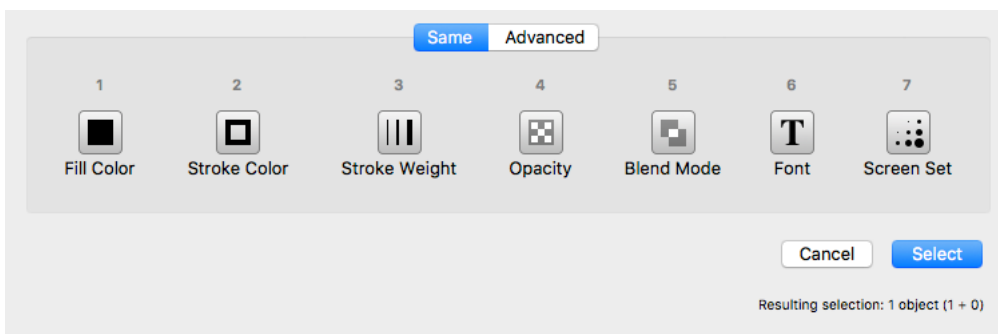 Same Advanced
1 2 3 4 5 6 7
T
Fill Color Stroke Color Stroke Weight Opacity Blend Mode Font Screen Set
Cancel Select
Resulting selection: 1 object (1 + 0)